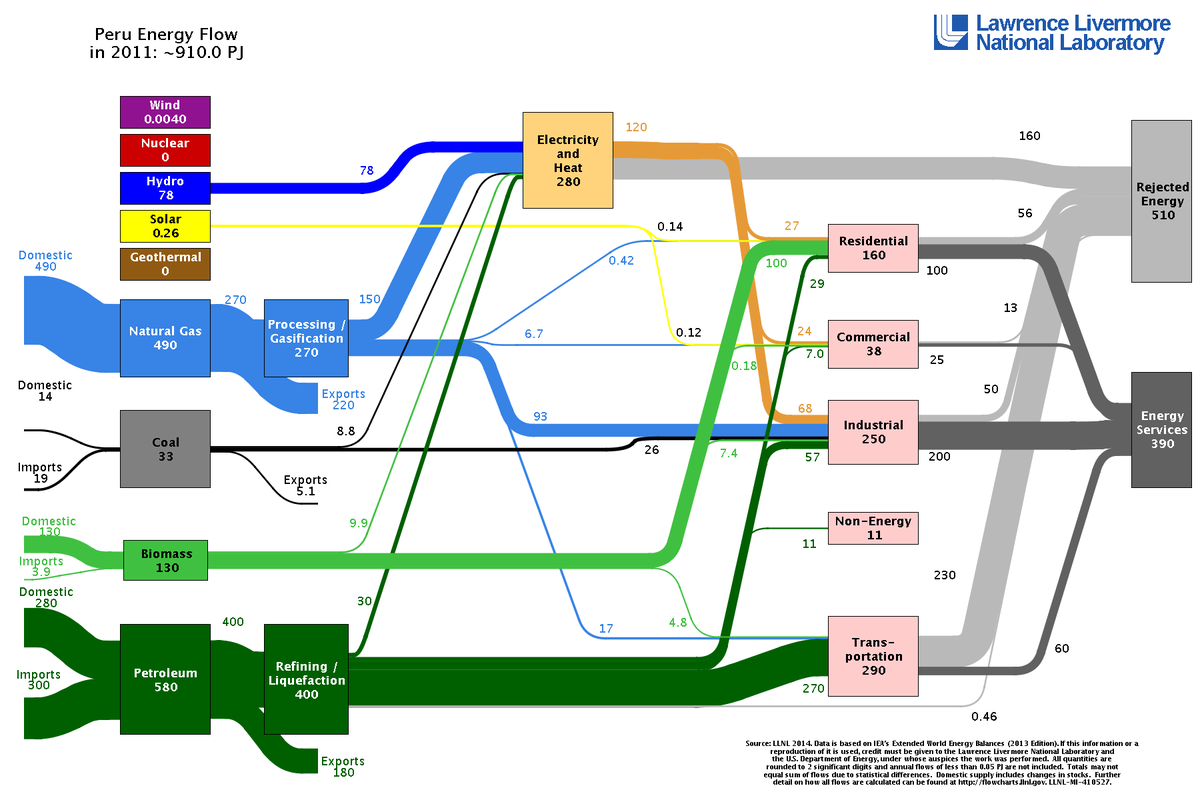 Peru Energy Flow
in 2011: ~910.0 PJ
Lawrence Livermore
National Laboratory
Wind
0.0040
Nuclear
0
Hydro
78
Solar
0.26
Geothermal
0
Domestic
490
Natural Gas
490
270
Processing /
Gasification
270
150
Exports
220
Domestic
14
Imports
19
Coal
33
Exports
5.1
8.8
Domestic
130
Imports
3.9
Biomass
130
9.9
Domestic
280
Imports
300
Petroleum
580
400
Refining /
Liquefaction
400
30
Exports
180
78
Electricity
and
Heat
280
120
160
0.14
0.42
27
100
29
Residential
160
56
100
6.7
0.12
24
0.18
7.0
Commercial
38
13
25
93
68
26
7.4
57
Industrial
250
50
200
11
Non-Energy
11
17
4.8
270
Trans-
portation
290
230
60
0.46
Rejected
Energy
510
Energy
Services
390
Source: LLNL 2014. Data is based on IEA's Extended World Energy Balances (2013 Edition). If this information or a
reproduction of it is used, credit must be given to the Lawrence Livermore National Laboratory and
the U.S. Department of Energy, under whose auspices the work was performed. All quantities are
rounded to 2 significant digits and annual flows of less than 0.05 PJ are not included. Totals may not
equal sum of flows due to statistical differences. Domestic supply includes changes in stocks. Further
detail on how all flows are calculated can be found at http://flowcharts.llnl.gov. LLNL-MI-410527.